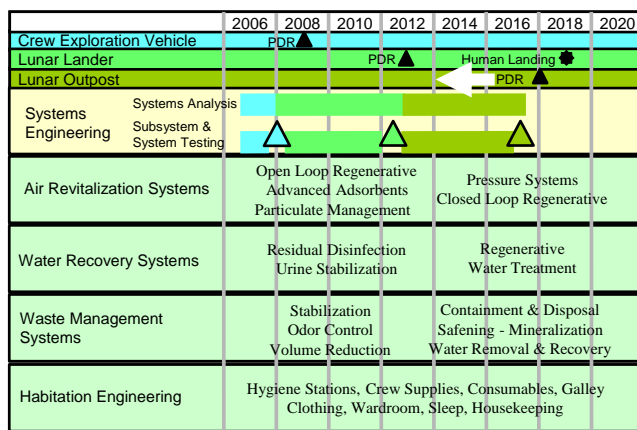 2006 2008 2010 2012 2014 2016 2018 2020
Crew Exploration Vehicle PDR
Lunar Lander PDR Human Landing
Lunar Outpost PDR
Systems Engineering
Systems Analysis
Subsystem &
System Testing
Air Revitalization Systems
Open Loop Regenerative
Advanced Adsorbents
Particulate Management
Pressure Systems
Closed Loop Regenerative
Water Recovery Systems
Residual Disinfection
Urine Stabilization
Regenerative
Water Treatment
Waste Management
Systems
Stabilization
Odor Control
Volume Reduction
Containment & Disposal
Safening - Mineralization
Water Removal & Recovery
Habitation Engineering
Hygiene Stations, Crew Supplies, Consumables, Galley
Clothing, Wardroom, Sleep, Housekeeping